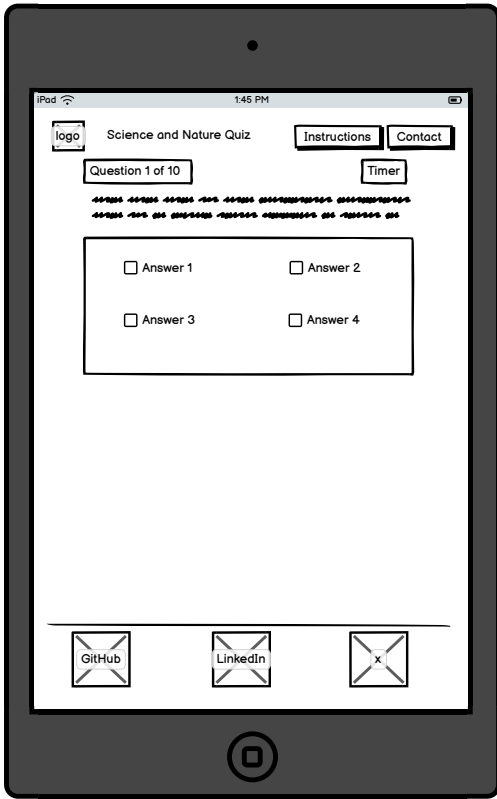 iPad 1:45 PM
logo Science and Nature Quiz Instructions Contact
Question 1 of 10 Timer
Answer 1 Answer 2
Answer 3 Answer 4
GitHub LinkedIn x